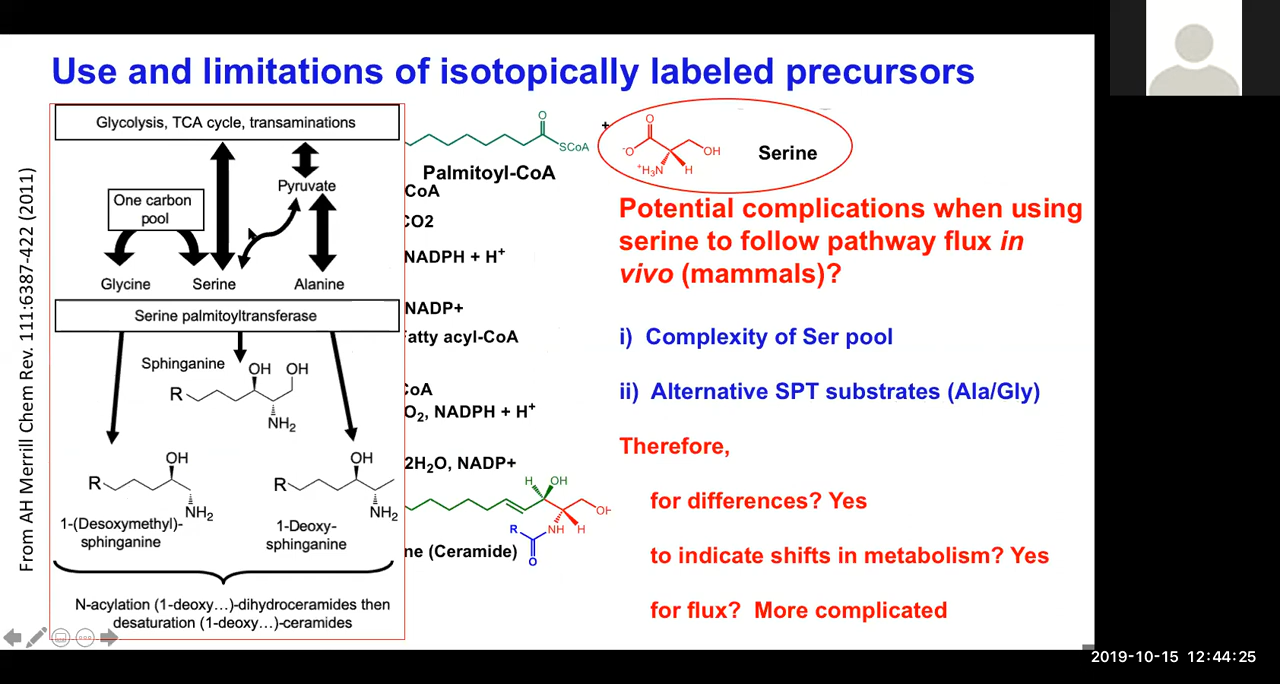 Use and limitations of isotopically labeled precursors
From AH Merrill Chem Rev. 111:6387-422 (2011)
Glycolysis, TCA cycle, transaminations
Pyruvate
One carbon
pool
Glycine
Serine
Alanine
Serine palmitoyltransferase
Sphinganine
OH
OH
R
NH2
OH
R
NH2
1-(Desoxymethyl)-
sphinganine
OH
R
NH2
1-Deoxy-
sphinganine
N-acylation (1-deoxy…)-dihydroceramides then
desaturation (1-deoxy…)-ceramides
O
SCoA
+
Palmitoyl-CoA
CoA
CO2
NADPH + H+
NADP+
Fatty acyl-CoA
CoA
O2, NADPH + H+
2H2O, NADP+
H
OH
OH
R
NH
H
O
ne (Ceramide)
O
-O
OH
+H3N
H
Serine
Potential complications when using
serine to follow pathway flux in
vivo (mammals)?
i) Complexity of Ser pool
ii) Alternative SPT substrates (Ala/Gly)
Therefore,
for differences? Yes
to indicate shifts in metabolism? Yes
for flux? More complicated
2019-10-15 12:44:25